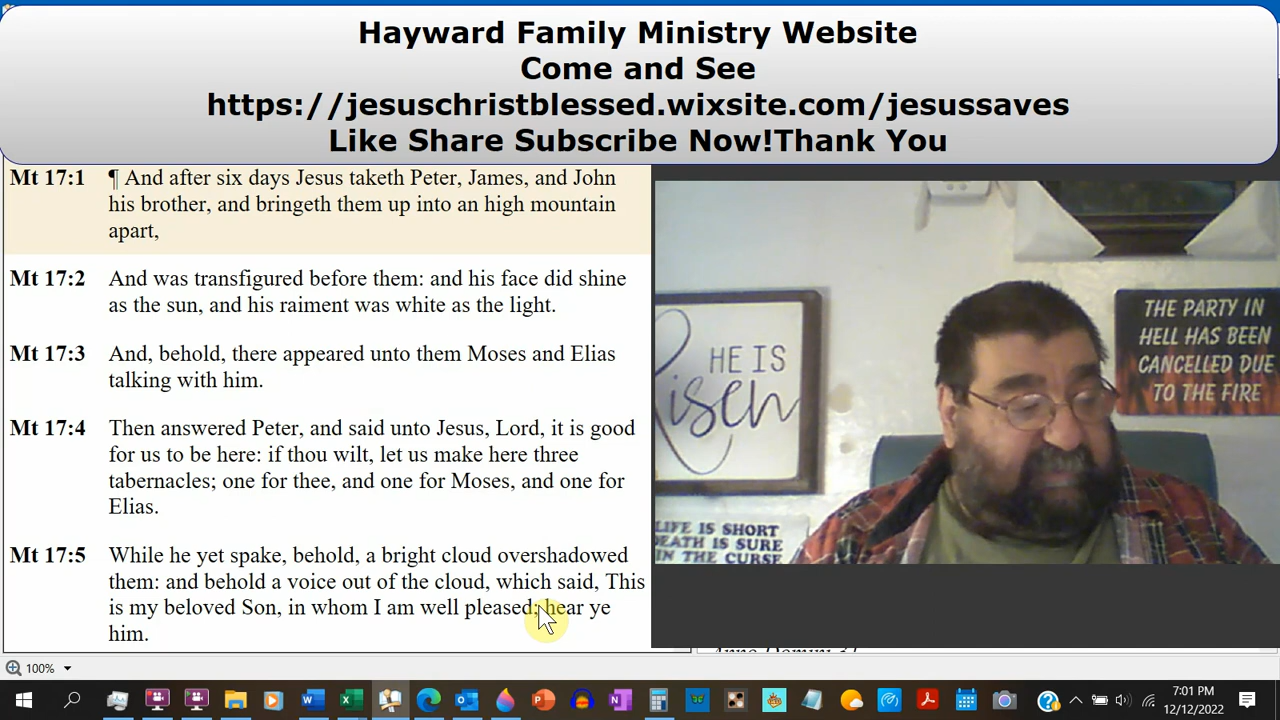 Hayward Family Ministry Website
Come and See
https://jesuschristblessed.wixsite.com/jesussaves
Like Share Subscribe Now!Thank You
Mt 17:1 ¶ And after six days Jesus taketh Peter, James, and John
his brother, and bringeth them up into an high mountain
apart,
Mt 17:2 And was transfigured before them: and his face did shine
as the sun, and his raiment was white as the light.
Mt 17:3 And, behold, there appeared unto them Moses and Elias
talking with him.
Mt 17:4 Then answered Peter, and said unto Jesus, Lord, it is good
for us to be here: if thou wilt, let us make here three
tabernacles; one for thee, and one for Moses, and one for
Elias.
Mt 17:5 While he yet spake, behold, a bright cloud overshadowed
them: and behold a voice out of the cloud, which said, This
is my beloved Son, in whom I am well pleased; hear ye
him.
HE IS
Risen
THE PARTY IN
HELL HAS BEEN
CANCELLED DUE
TO THE FIRE
LIFE IS SHORT
DEATH IS SURE
IN THE CURSE
100%
7:01 PM
12/12/2022